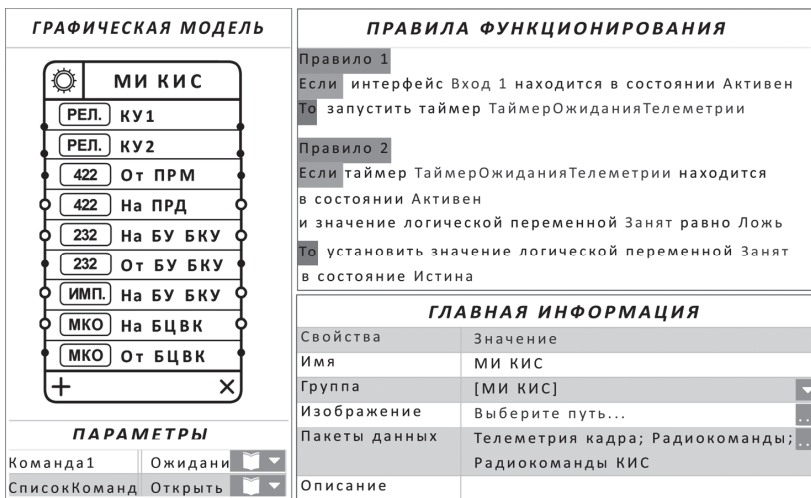 ГРАФИЧЕСКАЯ МОДЕЛЬ
МИ КИС
РЕЛ. КУ1
РЕЛ. КУ2
422 От ПРМ
422 На ПРД
232 На БУ БКУ
232 От БУ БКУ
ИМП. На БУ БКУ
МКО На БЦВК
МКО От БЦВК
+ ×
ПАРАМЕТРЫ
Команда1 Ожидани
СписокКоманд Открыть
ПРАВИЛА ФУНКЦИОНИРОВАНИЯ
Правило 1
Если интерфейс Вход 1 находится в состоянии Активен
То запустить таймер ТаймерОжиданияТелеметрии
Правило 2
Если таймер ТаймерОжиданияТелеметрии находится
в состоянии Активен
и значение логической переменной Занят равно Ложь
То установить значение логической переменной Занят
в состояние Истина
ГЛАВНАЯ ИНФОРМАЦИЯ
Свойства Значение
Имя МИ КИС
Группа [МИ КИС]
Изображение Выберите путь... ..
Пакеты данных Телеметрия кадра; Радиокоманды; ..
Радиокоманды КИС
Описание